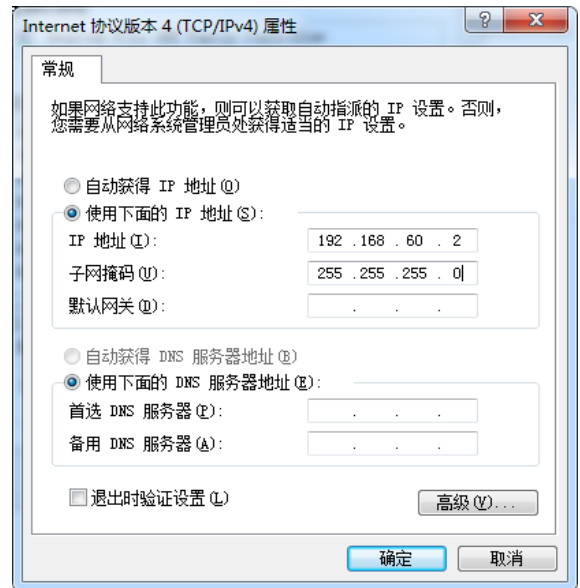 Internet 协议版本 4 (TCP/IPv4) 属性
常规
如果网络支持此功能，则可以获取自动指派的 IP 设置。否则，
您需要从网络系统管理员处获得适当的 IP 设置。
自动获得 IP 地址(O)
使用下面的 IP 地址(S):
IP 地址(I): 192 .168 .60 . 2
子网掩码(U): 255 .255 .255 . 0
默认网关(D): . . .
自动获得 DNS 服务器地址(B)
使用下面的 DNS 服务器地址(E):
首选 DNS 服务器(P): . . .
备用 DNS 服务器(A): . . .
退出时验证设置(L)
高级(V)...
确定 取消